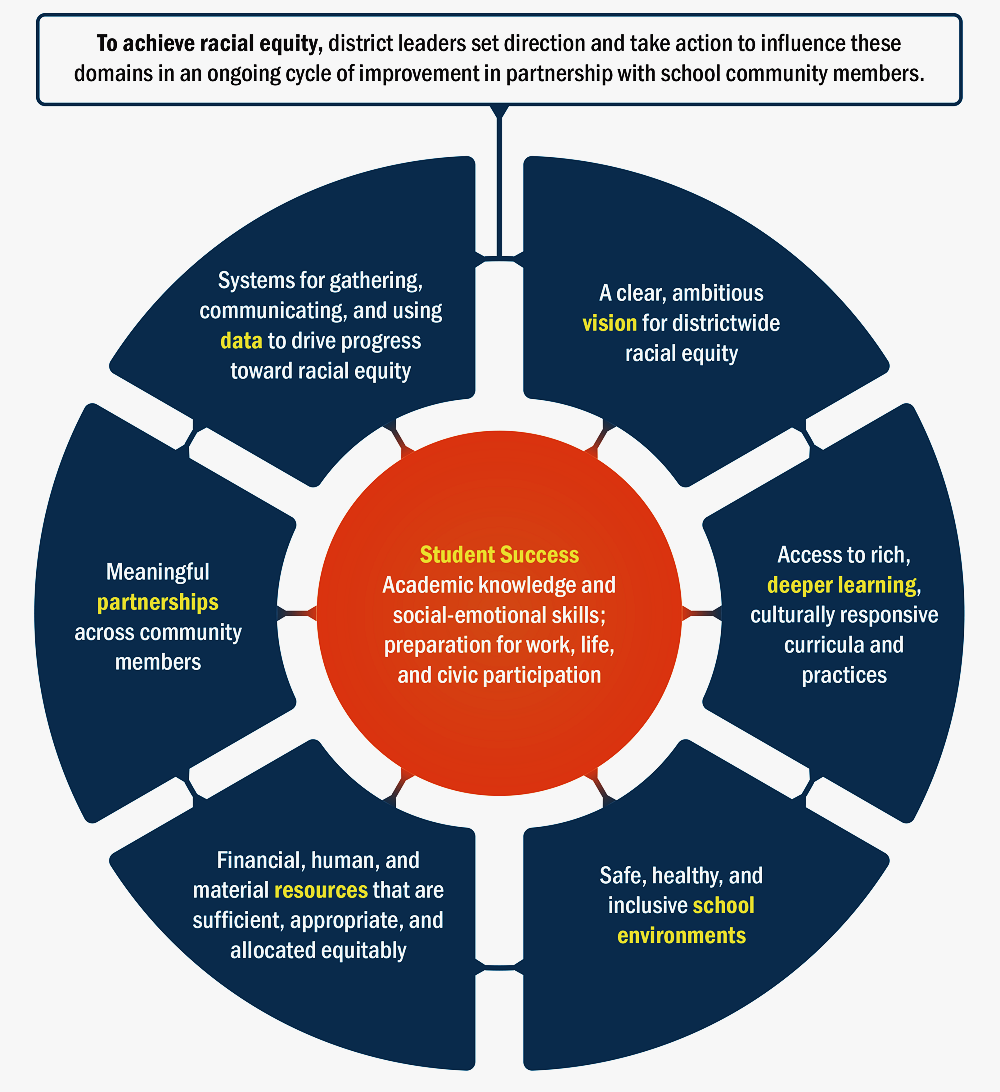 To achieve racial equity, district leaders set direction and take action to influence these
domains in an ongoing cycle of improvement in partnership with school community members.
Systems for gathering,
communicating, and using
data to drive progress
toward racial equity
A clear, ambitious
vision for districtwide
racial equity
Meaningful
partnerships
across community
members
Student Success
Academic knowledge and
social-emotional skills;
preparation for work, life,
and civic participation
Access to rich,
deeper learning,
culturally responsive
curricula and
practices
Financial, human, and
material resources that are
sufficient, appropriate, and
allocated equitably
Safe, healthy, and
inclusive school
environments